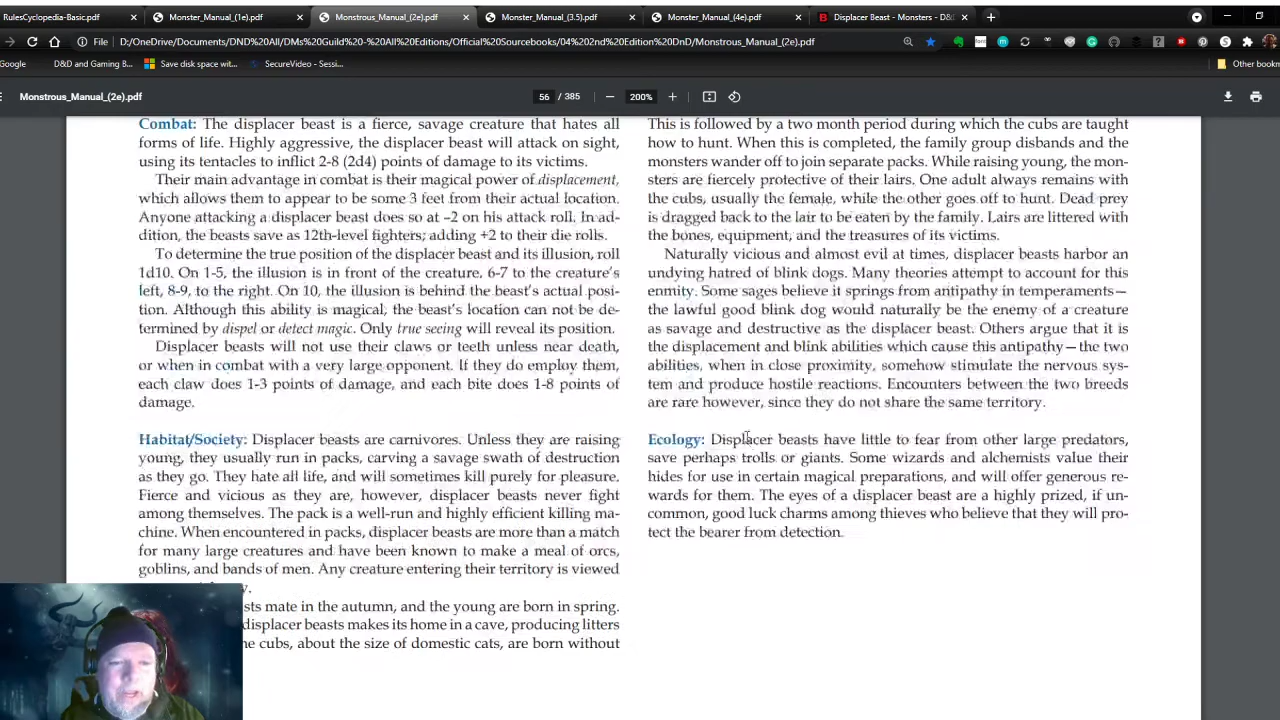 RulesCyclopedia-Basic.pdf
Monster_Manual_(1e).pdf
Monstrous_Manual_(2e).pdf
Monster_Manual_(3.5).pdf
Monster_Manual_(4e).pdf
Displacer Beast - Monsters - D&
File
D:/OneDrive/Documents/DND%20All/DMs%20Guild%20-%20All%20Editions/Official%20Sourcebooks/04%202nd%20Edition%20DnD/Monstrous_Manual_(2e).pdf
Google
D&D and Gaming B...
Save disk space wit...
SecureVideo - Sessi...
Other bookm
Monstrous_Manual_(2e).pdf
56 / 385
200%
Combat: The displacer beast is a fierce, savage creature that hates all
forms of life. Highly aggressive, the displacer beast will attack on sight,
using its tentacles to inflict 2-8 (2d4) points of damage to its victims.
Their main advantage in combat is their magical power of displacement,
which allows them to appear to be some 3 feet from their actual location.
Anyone attacking a displacer beast does so at –2 on his attack roll. In ad-
dition, the beasts save as 12th-level fighters; adding +2 to their die rolls.
To determine the true position of the displacer beast and its illusion, roll
1d10. On 1-5, the illusion is in front of the creature, 6-7 to the creature's
left, 8-9, to the right. On 10, the illusion is behind the beast's actual posi-
tion. Although this ability is magical, the beast's location can not be de-
termined by dispel or detect magic. Only true seeing will reveal its position.
Displacer beasts will not use their claws or teeth unless near death,
or when in combat with a very large opponent. If they do employ them,
each claw does 1-3 points of damage, and each bite does 1-8 points of
damage.
Habitat/Society: Displacer beasts are carnivores. Unless they are raising
young, they usually run in packs, carving a savage swath of destruction
as they go. They hate all life, and will sometimes kill purely for pleasure.
Fierce and vicious as they are, however, displacer beasts never fight
among themselves. The pack is a well-run and highly efficient killing ma-
chine. When encountered in packs, displacer beasts are more than a match
for many large creatures and have been known to make a meal of orcs,
goblins, and bands of men. Any creature entering their territory is viewed
sts mate in the autumn, and the young are born in spring.
displacer beasts makes its home in a cave, producing litters
cubs, about the size of domestic cats, are born without
This is followed by a two month period during which the cubs are taught
how to hunt. When this is completed, the family group disbands and the
monsters wander off to join separate packs. While raising young, the mon-
sters are fiercely protective of their lairs. One adult always remains with
the cubs, usually the female, while the other goes off to hunt. Dead prey
is dragged back to the lair to be eaten by the family. Lairs are littered with
the bones, equipment, and the treasures of its victims.
Naturally vicious and almost evil at times, displacer beasts harbor an
undying hatred of blink dogs. Many theories attempt to account for this
enmity. Some sages believe it springs from antipathy in temperaments—
the lawful good blink dog would naturally be the enemy of a creature
as savage and destructive as the displacer beast. Others argue that it is
the displacement and blink abilities which cause this antipathy—the two
abilities, when in close proximity, somehow stimulate the nervous sys-
tem and produce hostile reactions. Encounters between the two breeds
are rare however, since they do not share the same territory.
Ecology: Displacer beasts have little to fear from other large predators,
save perhaps trolls or giants. Some wizards and alchemists value their
hides for use in certain magical preparations, and will offer generous re-
wards for them. The eyes of a displacer beast are a highly prized, if un-
common, good luck charms among thieves who believe that they will pro-
tect the bearer from detection.